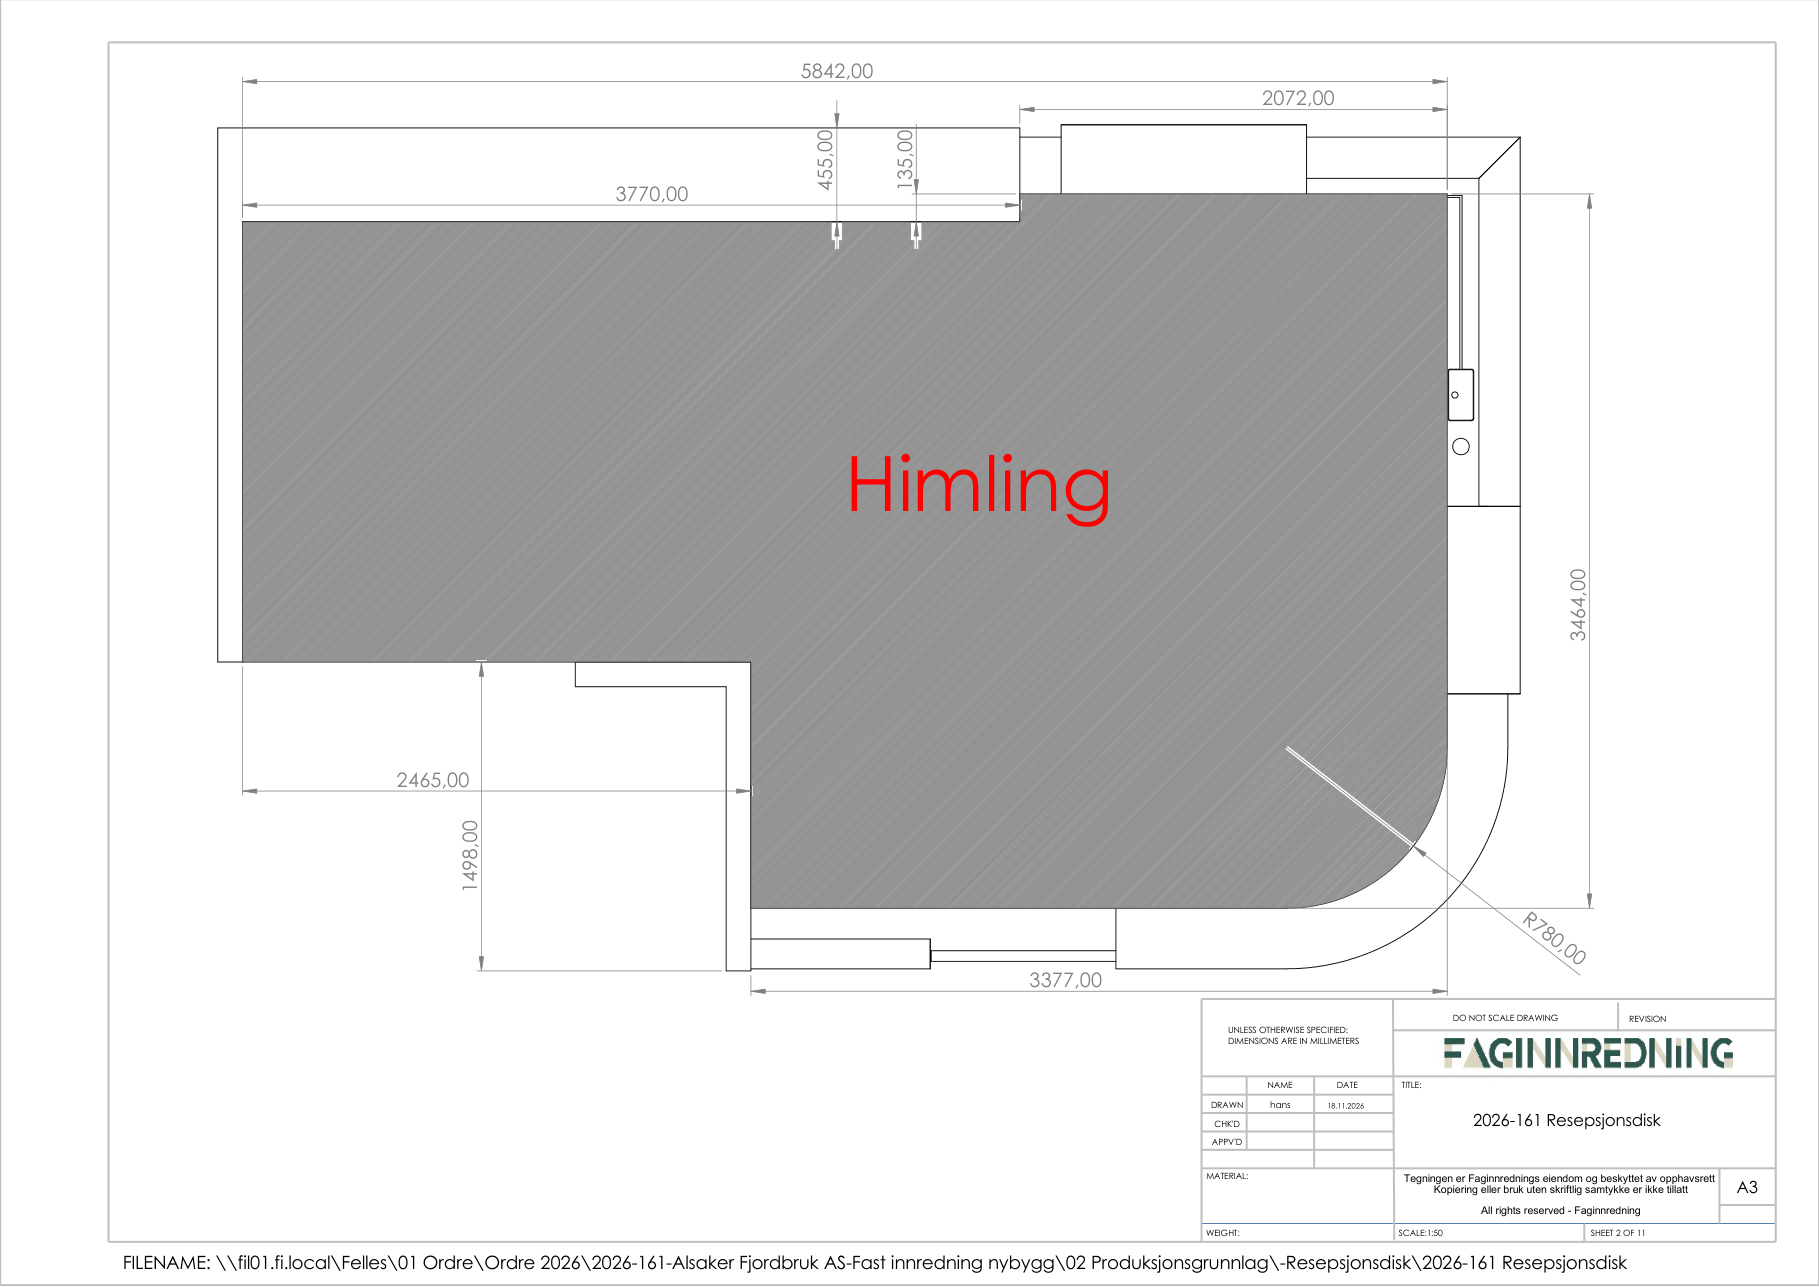 5842,00
2072,00
455,00
135,00
3770,00
Himling
3464,00
2465,00
1498,00
R780,00
3377,00
UNLESS OTHERWISE SPECIFIED:
DIMENSIONS ARE IN MILLIMETERS
DO NOT SCALE DRAWING
REVISION
FAGINNREDNING
NAME
DATE
TITLE:
DRAWN
hans
18.11.2026
CHK'D
APPV'D
2026-161 Resepsjonsdisk
MATERIAL:
Tegningen er Faginnrednings eiendom og beskyttet av opphavsrett
Kopiering eller bruk uten skriftlig samtykke er ikke tillatt
All rights reserved - Faginnredning
A3
WEIGHT:
SCALE:1:50
SHEET 2 OF 11
FILENAME: \\fil01.fi.local\Felles\01 Ordre\Ordre 2026\2026-161-Alsaker Fjordbruk AS-Fast innredning nybygg\02 Produksjonsgrunnlag\-Resepsjonsdisk\2026-161 Resepsjonsdisk